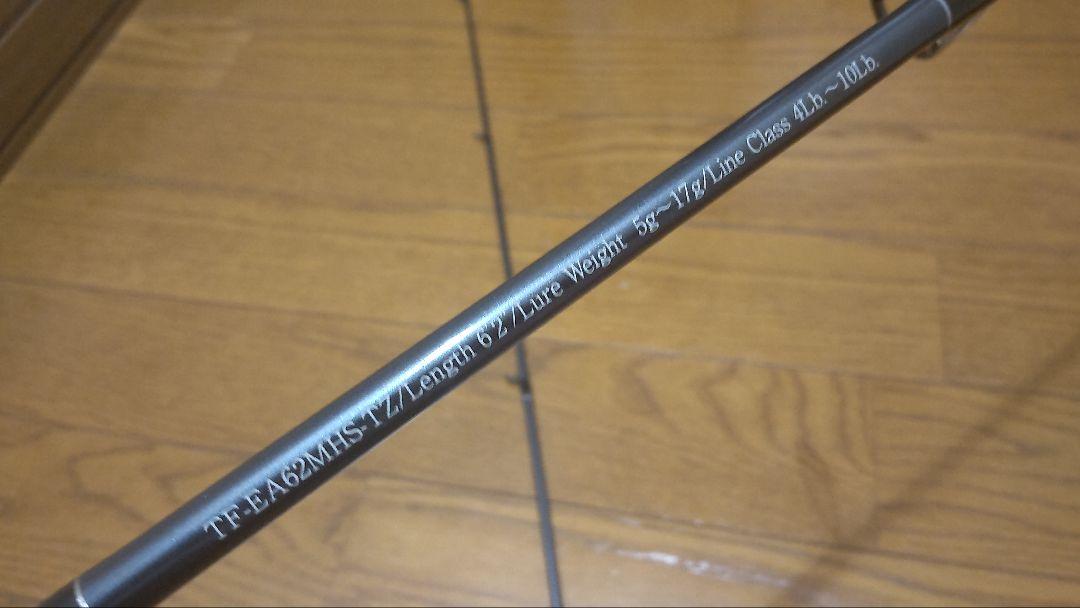 TF-EA62MHS-TZ/Length 6'2"/Lure Weight 5g~17g/Line Class 4Lb.~10Lb.